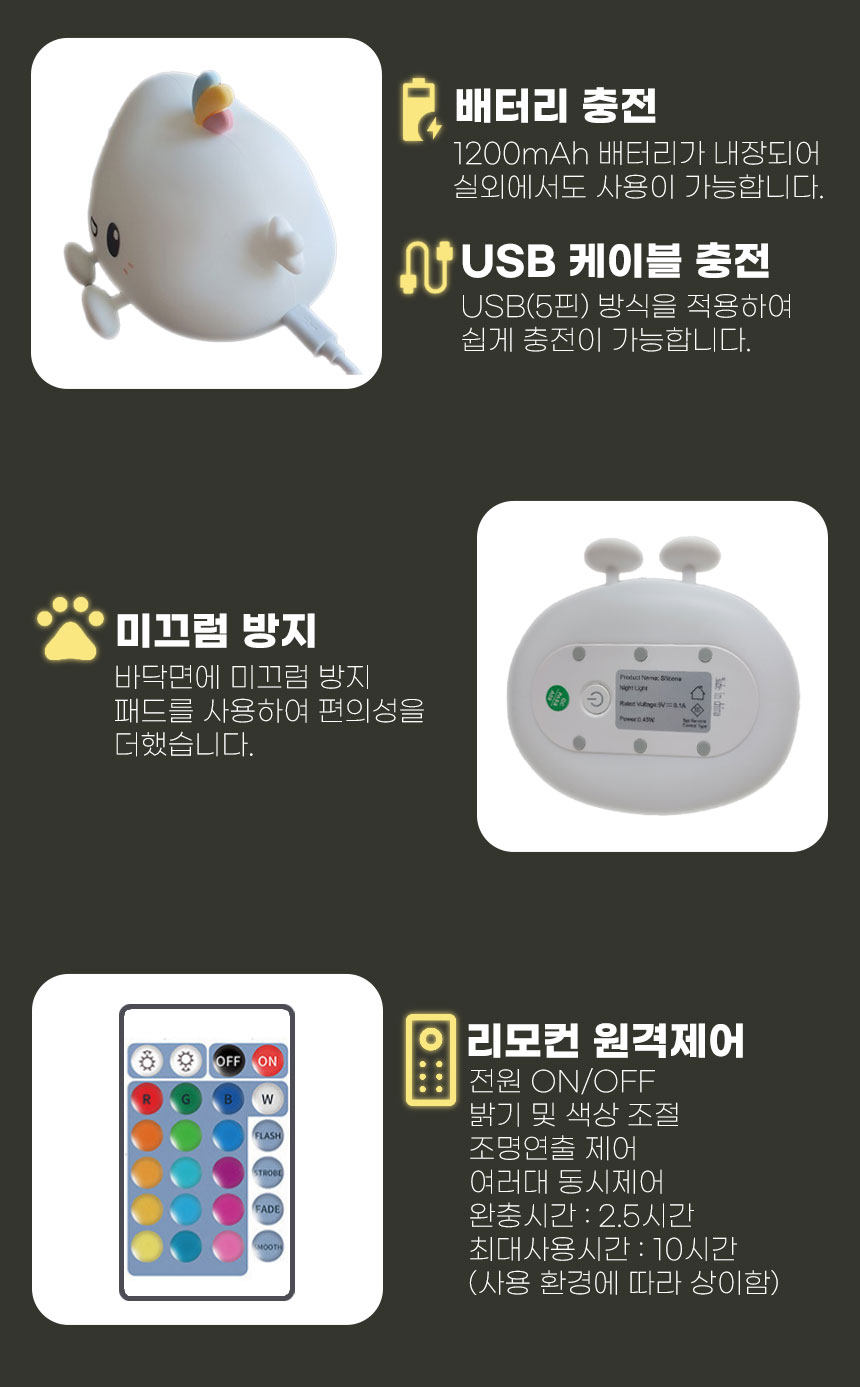 배터리 충전
1200mAh 배터리가 내장되어
실외에서도 사용이 가능합니다.
USB 케이블 충전
USB(5핀) 방식을 적용하여
쉽게 충전이 가능합니다.
미끄럼 방지
바닥면에 미끄럼 방지
패드를 사용하여 편의성을
더했습니다.
Product Name: Silicone
Night Light
Rated Voltage:5V
0.1A
Power:0.45W
Made in china
리모컨 원격제어
전원 ON/OFF
밝기 및 색상 조절
조명연출 제어
여러대 동시제어
완충시간 : 2.5시간
최대사용시간 : 10시간
(사용 환경에 따라 상이함)
OFF ON
R G B W
FLASH
STROBE
FADE
SMOOTH